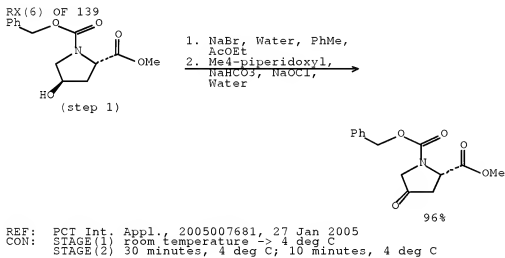 RX(6) OF 139
Ph
O
O
N
O
OMe
HO
(step 1)
1. NaBr, Water, PhMe,
AcOEt
2. Me4-piperidoxyl,
NaHCO3, NaOCl,
Water
Ph
O
O
N
O
OMe
O
96%
REF: PCT Int. Appl., 2005007681, 27 Jan 2005
CON: STAGE(1) room temperature -> 4 deg C
STAGE(2) 30 minutes, 4 deg C; 10 minutes, 4 deg C